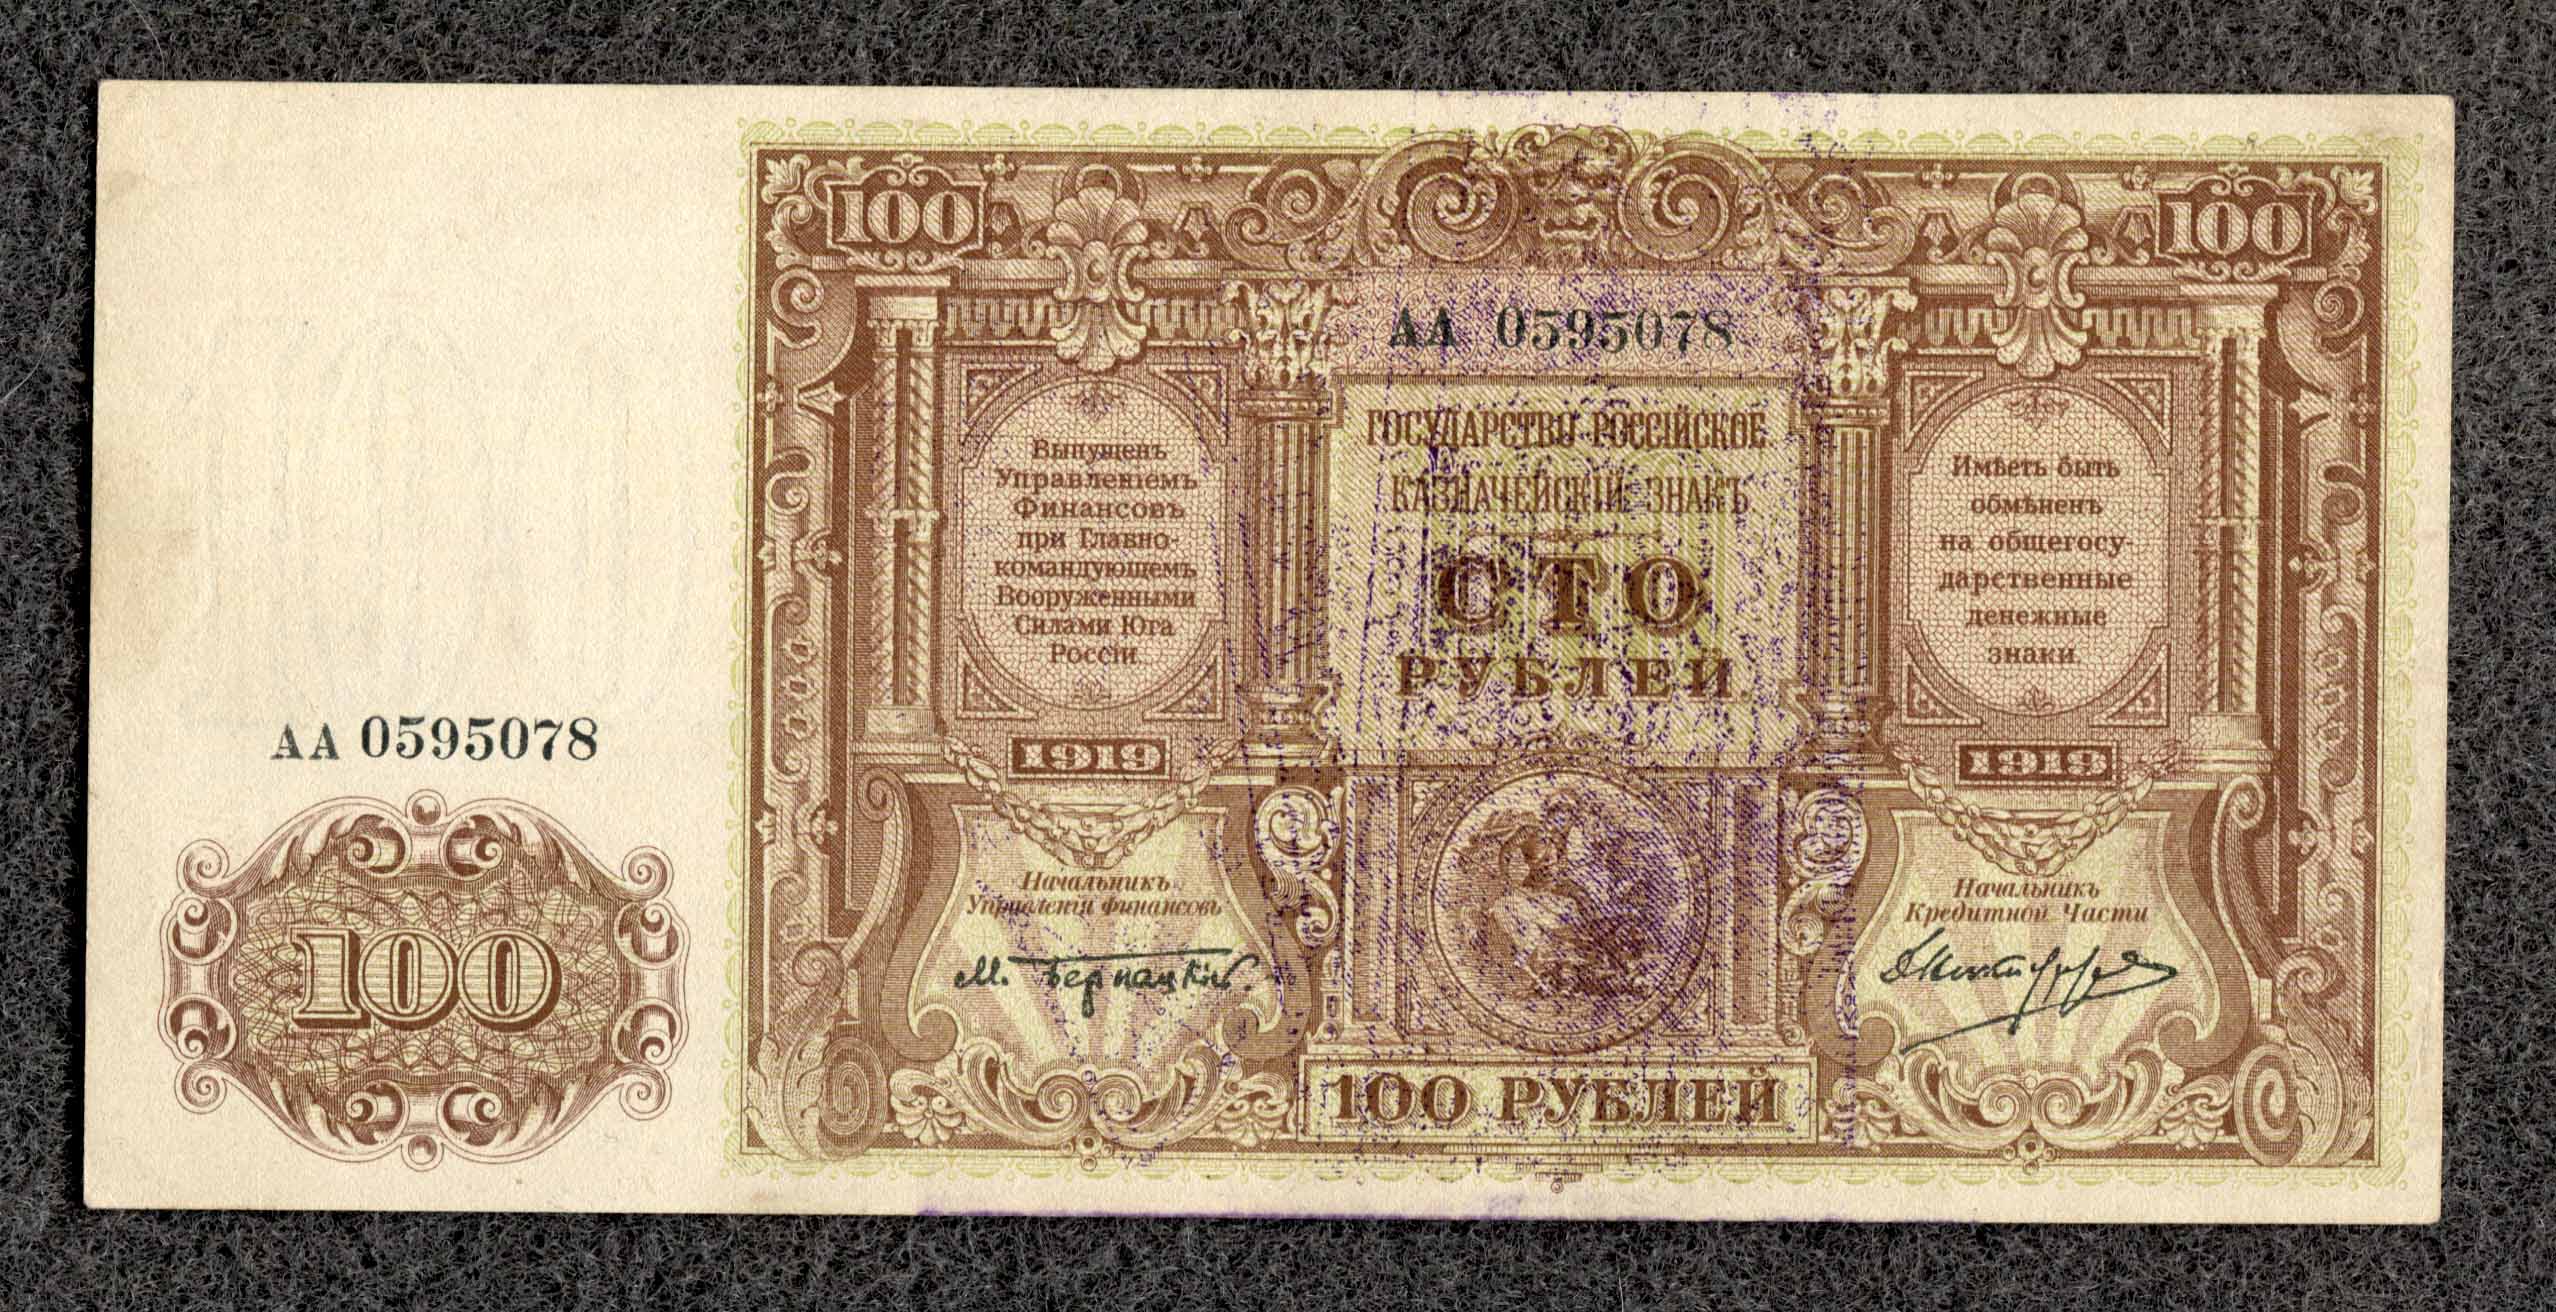 100
100
АА 0595078
Выпущенъ
Управленіемъ
Финансовъ
при Главно-
командующемъ
Вооруженными
Силами Юга
Россіи.
1919
ГОСУДАРСТВО РОССІЙСКОЕ
КАЗНАЧЕЙСКІЙ ЗНАКЪ
СТО
РУБЛЕЙ.
Имѣетъ быть
обмѣненъ
на общегосу-
дарственные
денежные
знаки.
1919
АА 0595078
100
Начальникъ
Управленія Финансовъ
М. Бернацкій.
100 РУБЛЕЙ
Начальникъ
Кредитной Части